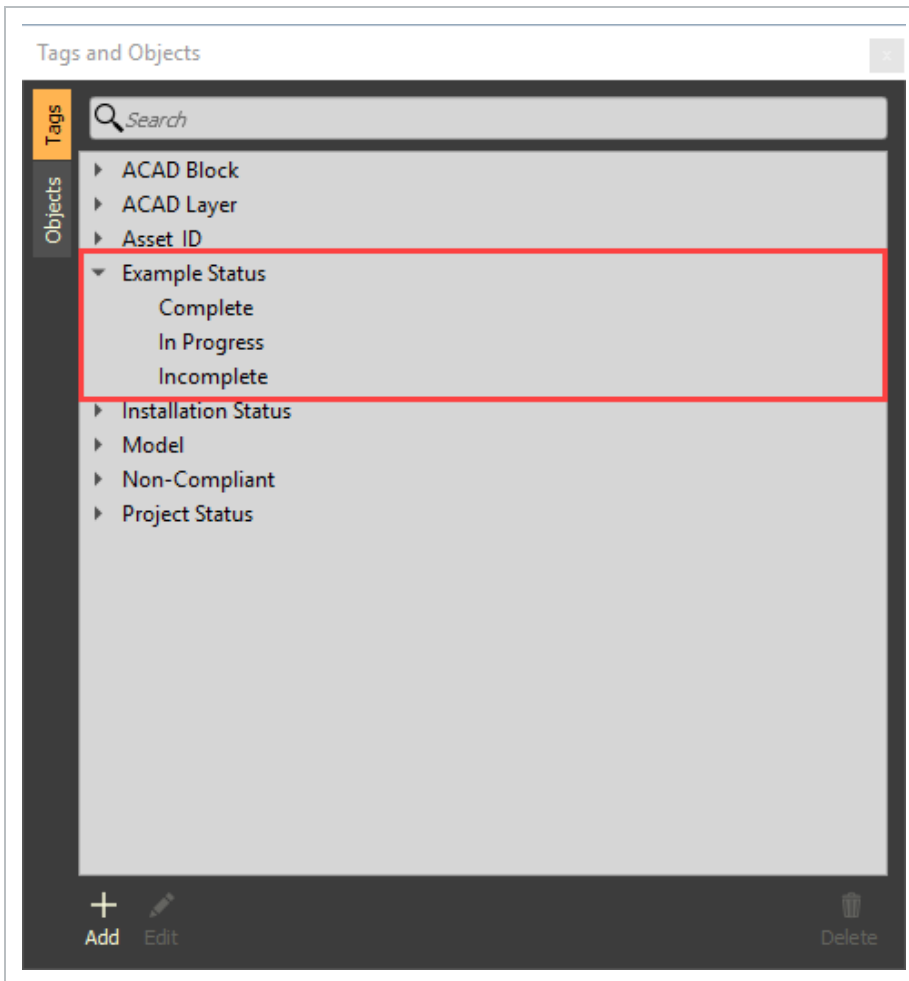 Tags and Objects
x
Tags
Objects
Search
ACAD Block
ACAD Layer
Asset ID
Example Status
Complete
In Progress
Incomplete
Installation Status
Model
Non-Compliant
Project Status
Add
Edit
Delete